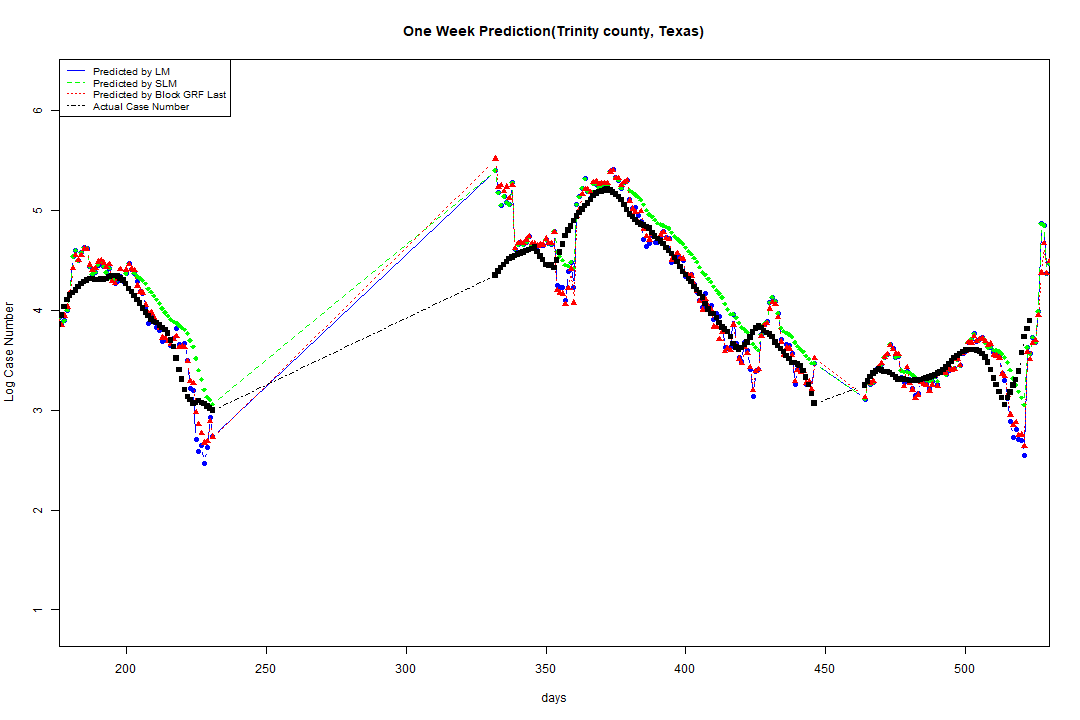 One Week Prediction(Trinity county, Texas)
Predicted by LM
Predicted by SLM
Predicted by Block GRF Last
Actual Case Number
Log Case Number
6
5
4
3
2
1
200 250 300 350 400 450 500
days